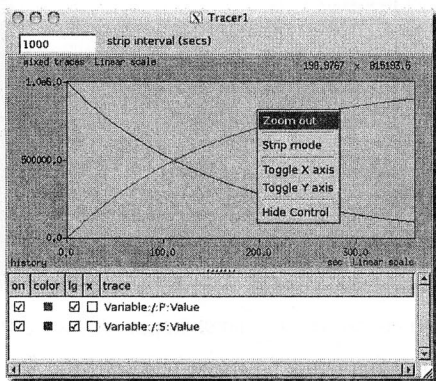 Tracer1
1000 strip interval (secs)
mixed traces Linear scale 198.9767 x 815193.6
1.0e6.0
Zoom out
Strip mode
500000.0
Toggle X axis
Toggle Y axis
Hide Control
0.0
0.0 100.0 200.0 300.0
history sec Linear scale
on color lg x trace
Variable:/:P:Value
Variable:/:S:Value